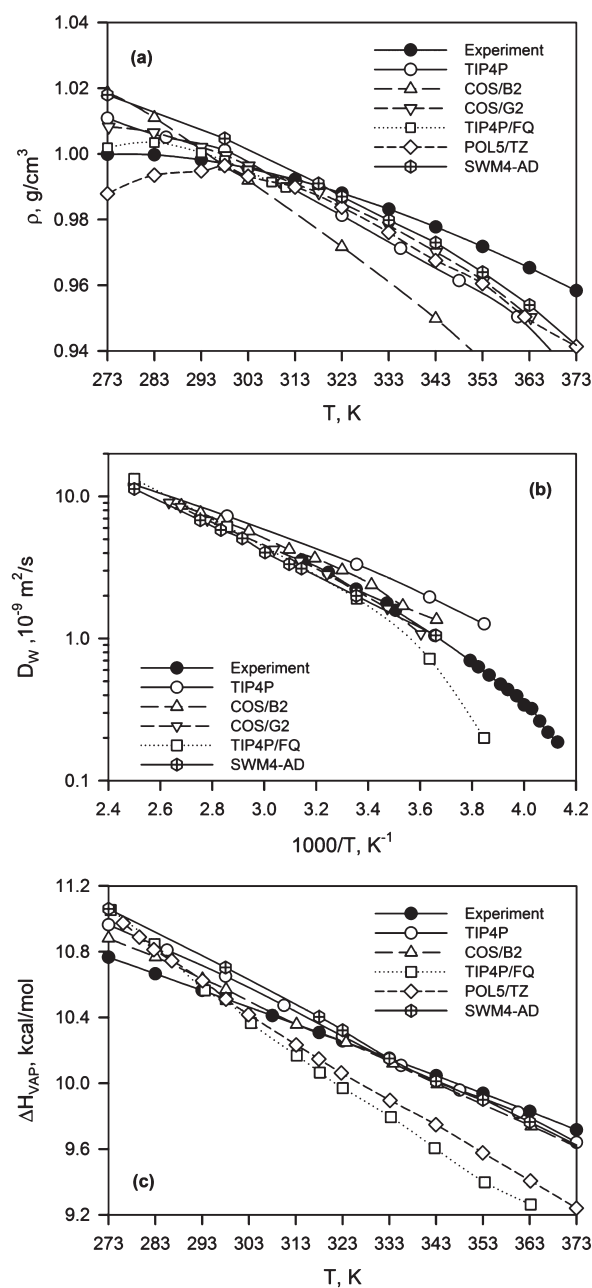 1.04
(a)
Experiment
TIP4P
COS/B2
COS/G2
TIP4P/FQ
POL5/TZ
SWM4-AD
1.02
1.00
0.98
0.96
0.94
ρ, g/cm³
273 283 293 303 313 323 333 343 353 363 373
T, K
(b)
10.0
1.0
0.1
D_W ,10⁻⁹ m²/s
Experiment
TIP4P
COS/B2
COS/G2
TIP4P/FQ
SWM4-AD
2.4 2.6 2.8 3.0 3.2 3.4 3.6 3.8 4.0 4.2
1000/T, K⁻¹
11.2
Experiment
TIP4P
COS/B2
TIP4P/FQ
POL5/TZ
SWM4-AD
10.8
10.4
10.0
9.6
9.2
ΔH_VAP, kcal/mol
(c)
273 283 293 303 313 323 333 343 353 363 373
T, K